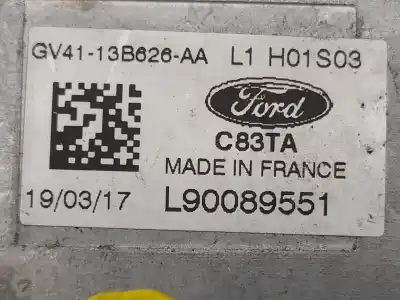 GV41-13B626-AA L1 H01S03
Ford
C83TA
MADE IN FRANCE
19/03/17 L90089551